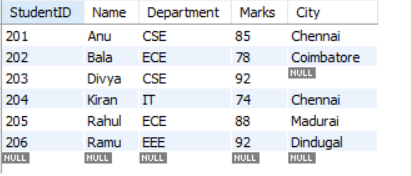 StudentID Name Department Marks City
201 Anu CSE 85 Chennai
202 Bala ECE 78 Coimbatore
203 Divya CSE 92 NULL
204 Kiran IT 74 Chennai
205 Rahul ECE 88 Madurai
206 Ramu EEE 92 Dindugal
NULL NULL NULL NULL NULL